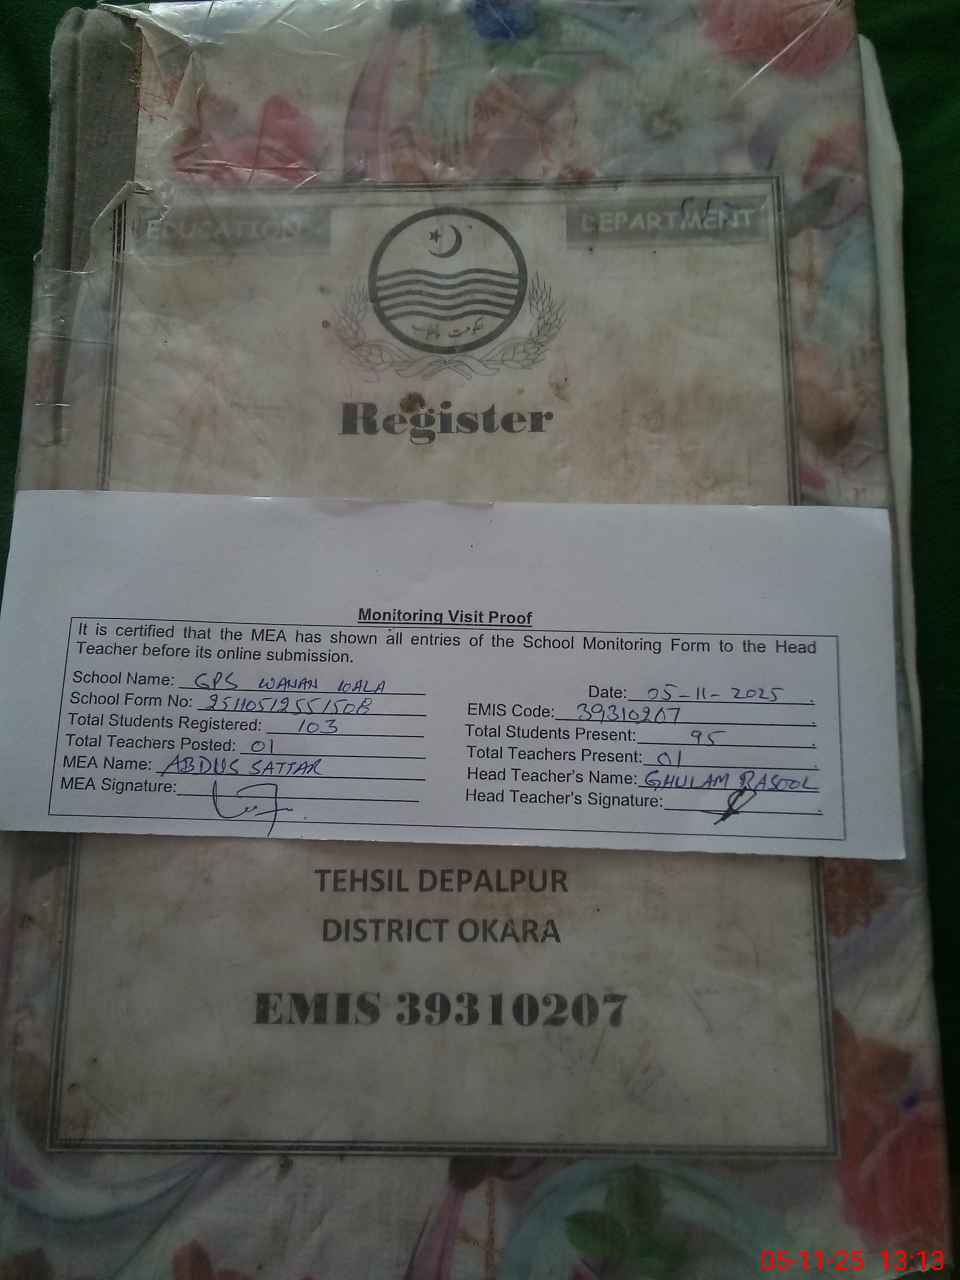 EDUCATION DEPARTMENT
حکومت پنجاب
Register
Monitoring Visit Proof
It is certified that the MEA has shown all entries of the School Monitoring Form to the Head
Teacher before its online submission.
School Name: GPS WANAN WALA
Date: 05-11-2025
School Form No: 25110512551508
EMIS Code: 39310207
Total Students Registered: 103
Total Students Present: 95
Total Teachers Posted: 01
Total Teachers Present: 01
MEA Name: ABDUS SATTAR
Head Teacher's Name: GHULAM RASOOL
MEA Signature:
Head Teacher's Signature:
TEHSIL DEPALPUR
DISTRICT OKARA
EMIS 39310207
05-11-25 13:13